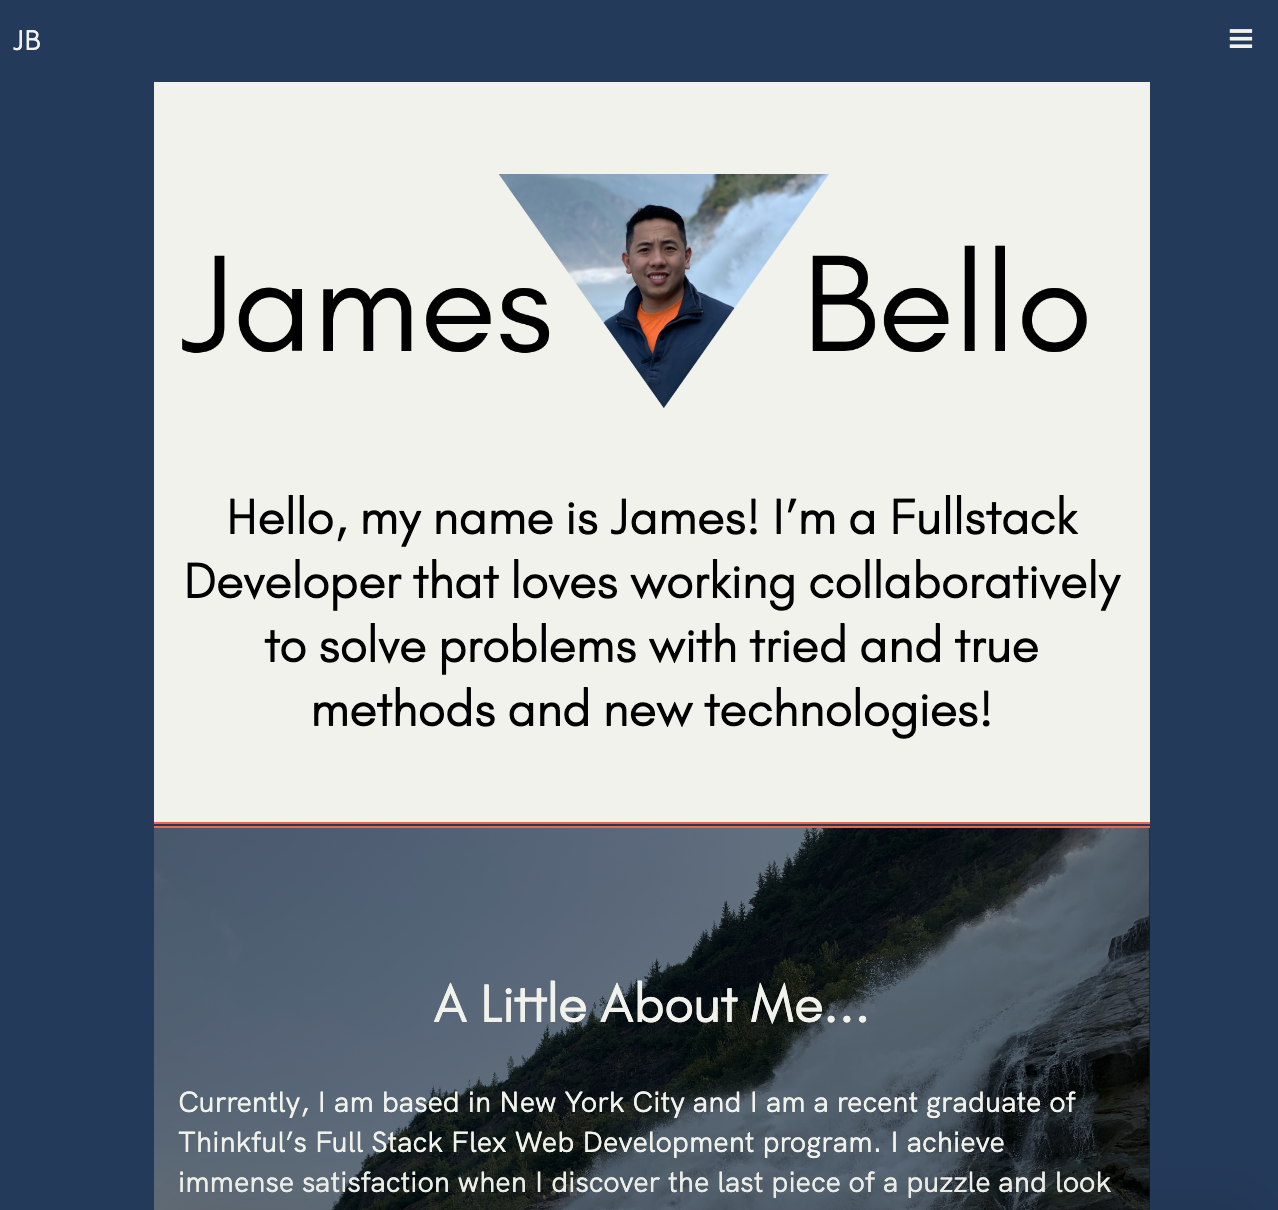 JB
James Bello
Hello, my name is James! I’m a Fullstack
Developer that loves working collaboratively
to solve problems with tried and true
methods and new technologies!
A Little About Me...
Currently, I am based in New York City and I am a recent graduate of
Thinkful’s Full Stack Flex Web Development program. I achieve
immense satisfaction when I discover the last piece of a puzzle and look